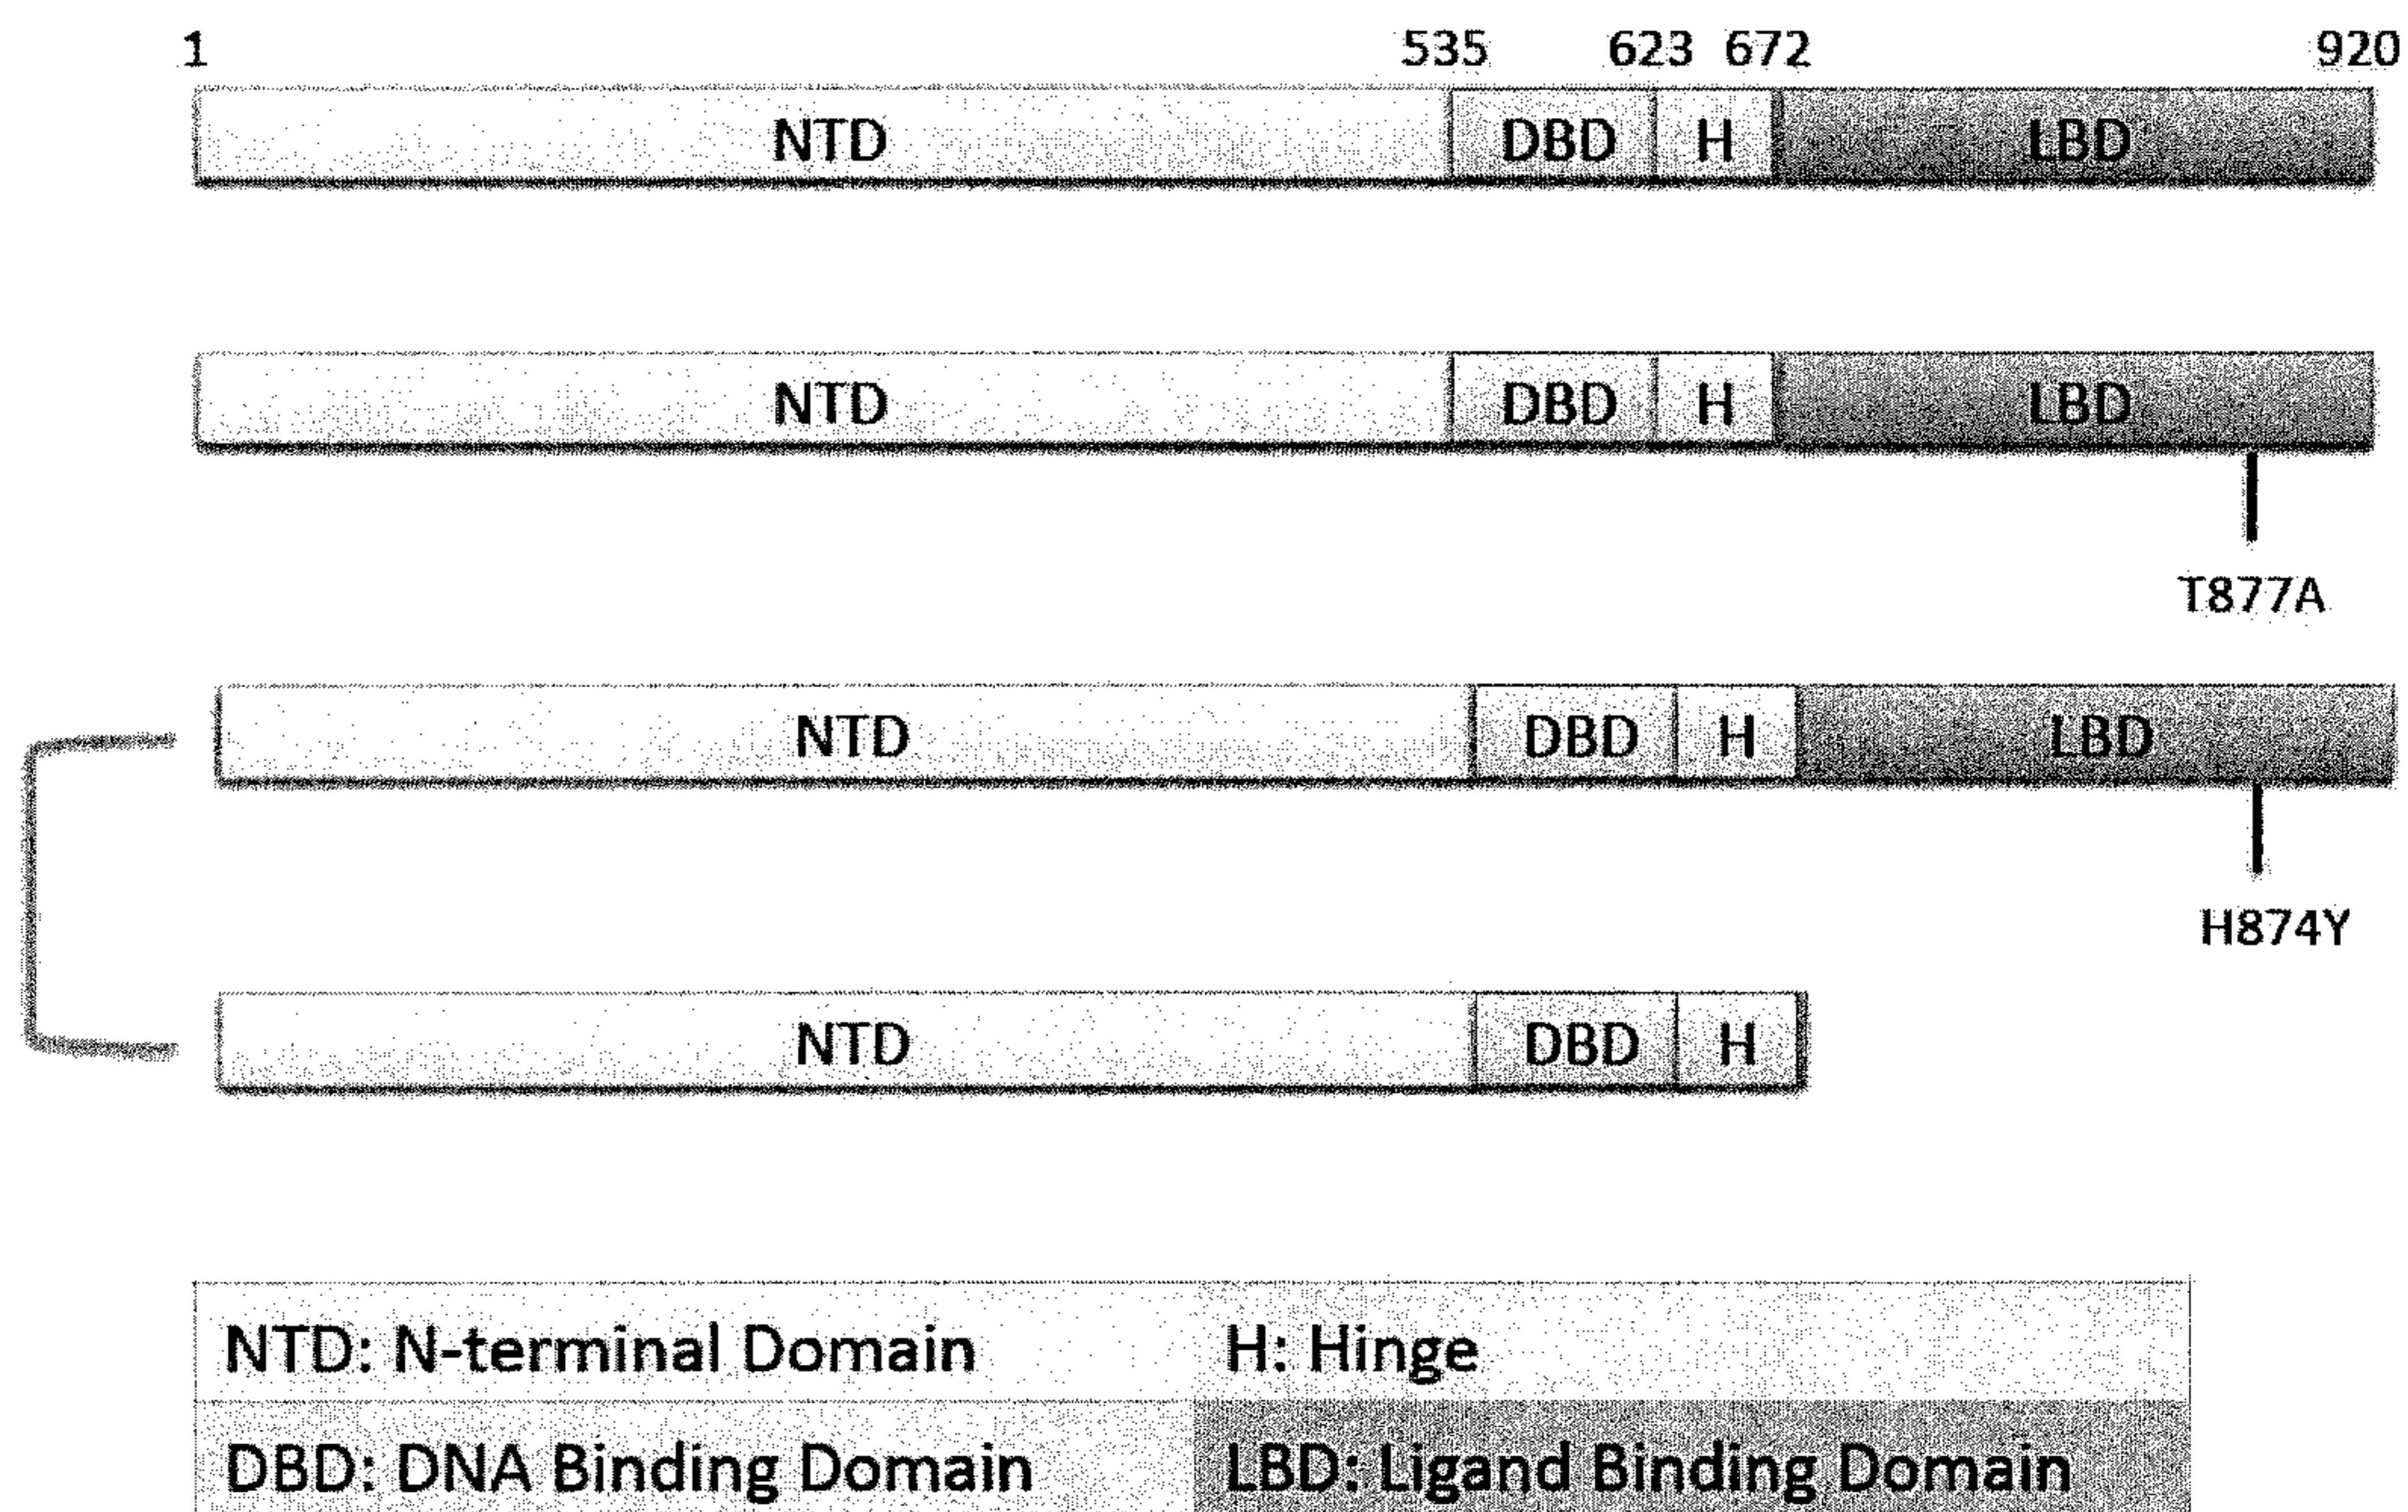 1 535 623 672 920
NTD DBD H LBD
NTD DBD H LBD
T877A
NTD DBD H LBD
H874Y
NTD DBD H
NTD: N-terminal Domain H: Hinge
DBD: DNA Binding Domain LBD: Ligand Binding Domain